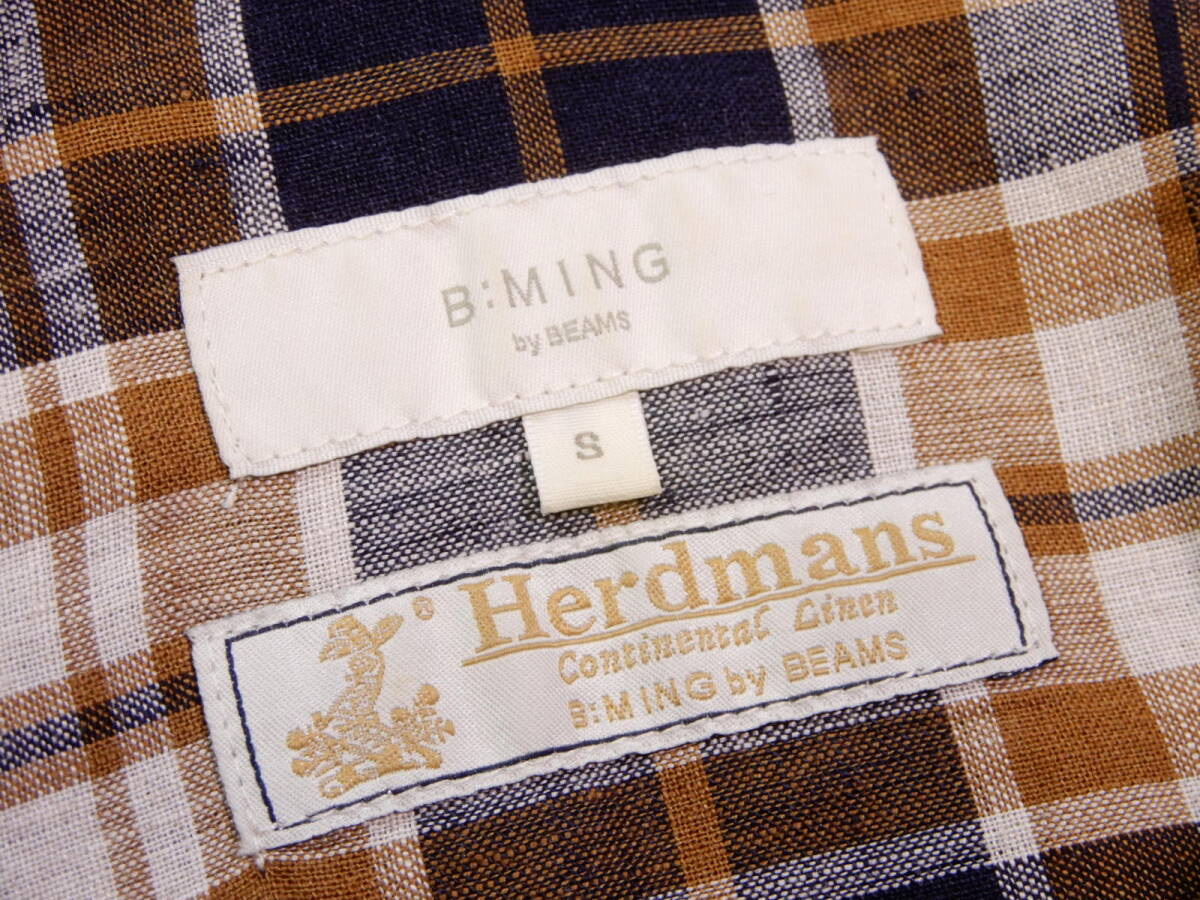 B:MING
by BEAMS
S
® Herdmans
Continental Linen
B:MING by BEAMS